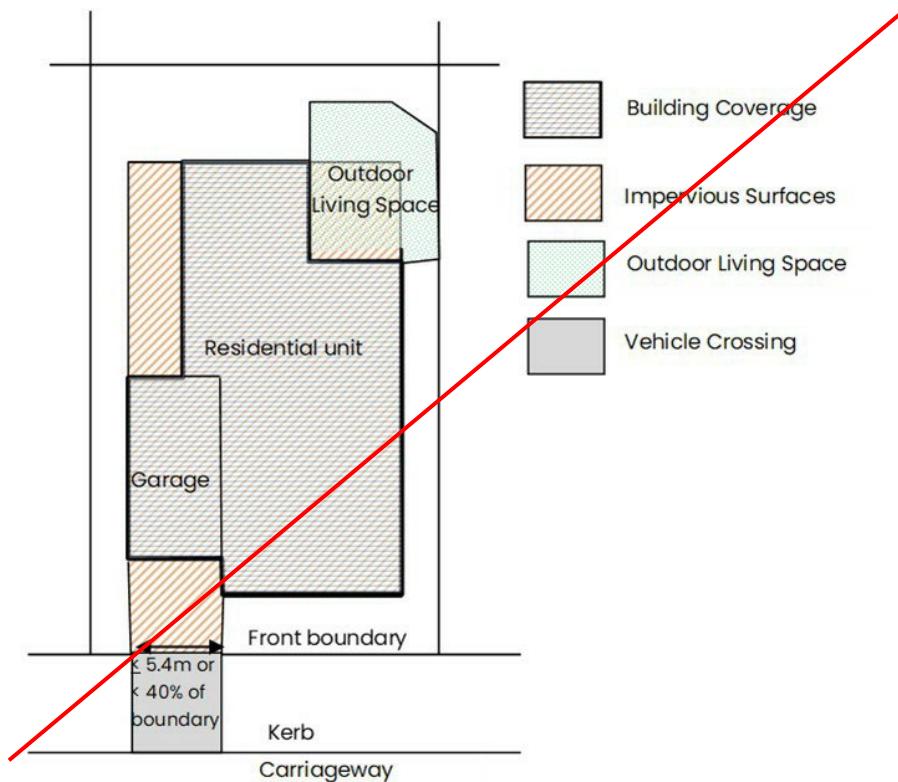 Outdoor
Living Space
Residential unit
Garage
Front boundary
≤ 5.4m or
< 40% of
boundary
Kerb
Carriageway
Building Coverage
Impervious Surfaces
Outdoor Living Space
Vehicle Crossing